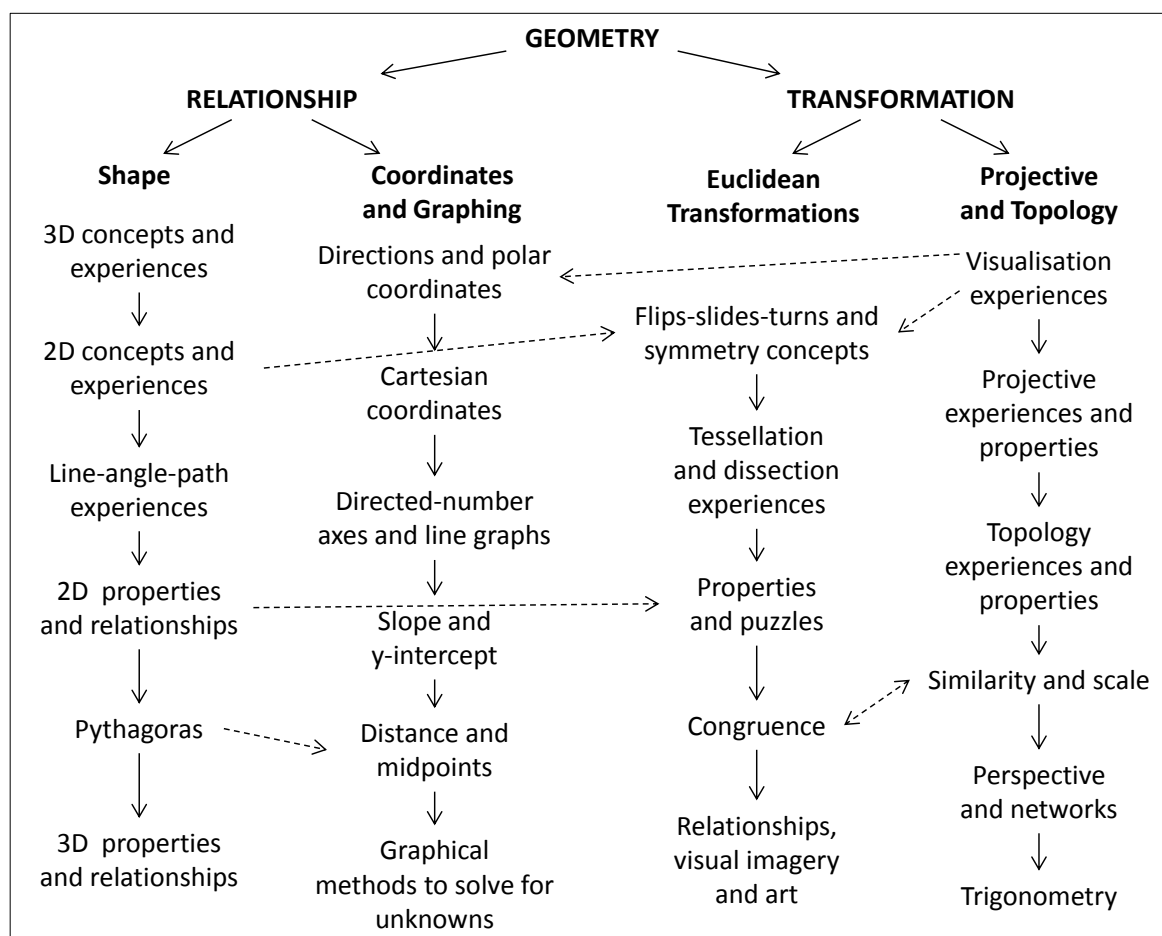 GEOMETRY
RELATIONSHIP
TRANSFORMATION
Shape
Coordinates
and Graphing
Euclidean
Transformations
Projective
and Topology
3D concepts and
experiences
2D concepts and
experiences
Line-angle-path
experiences
2D properties
and relationships
Pythagoras
3D properties
and relationships
Directions and polar
coordinates
Cartesian
coordinates
Directed-number
axes and line graphs
Slope and
y-intercept
Distance and
midpoints
Graphical
methods to solve for
unknowns
Flips-slides-turns and
symmetry concepts
Tessellation
and dissection
experiences
Properties
and puzzles
Congruence
Relationships,
visual imagery
and art
Visualisation
experiences
Projective
experiences and
properties
Topology
experiences and
properties
Similarity and scale
Perspective
and networks
Trigonometry